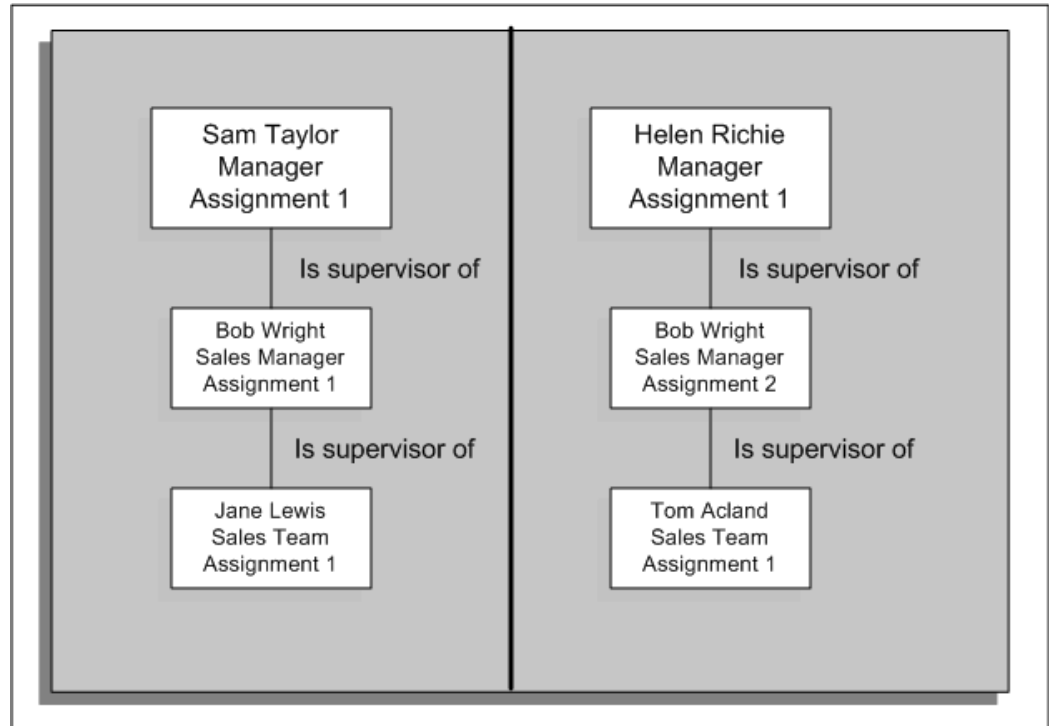 Sam Taylor
Manager
Assignment 1
Is supervisor of
Bob Wright
Sales Manager
Assignment 1
Is supervisor of
Jane Lewis
Sales Team
Assignment 1
Helen Richie
Manager
Assignment 1
Is supervisor of
Bob Wright
Sales Manager
Assignment 2
Is supervisor of
Tom Acland
Sales Team
Assignment 1